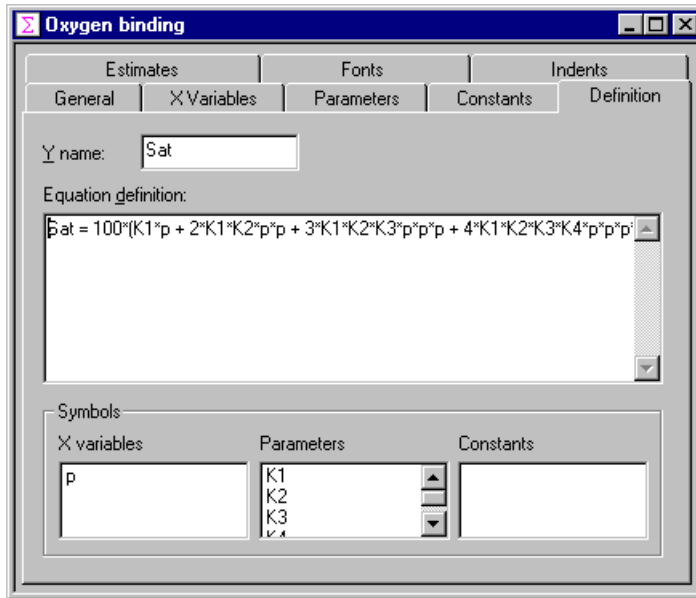 Oxygen binding
Estimates Fonts Indents
General X Variables Parameters Constants Definition
Y name: Sat
Equation definition:
Sat = 100*(K1*p + 2*K1*K2*p*p + 3*K1*K2*K3*p*p*p + 4*K1*K2*K3*K4*p*p*p*
Symbols
X variables Parameters Constants
p K1
K2
K3
K4